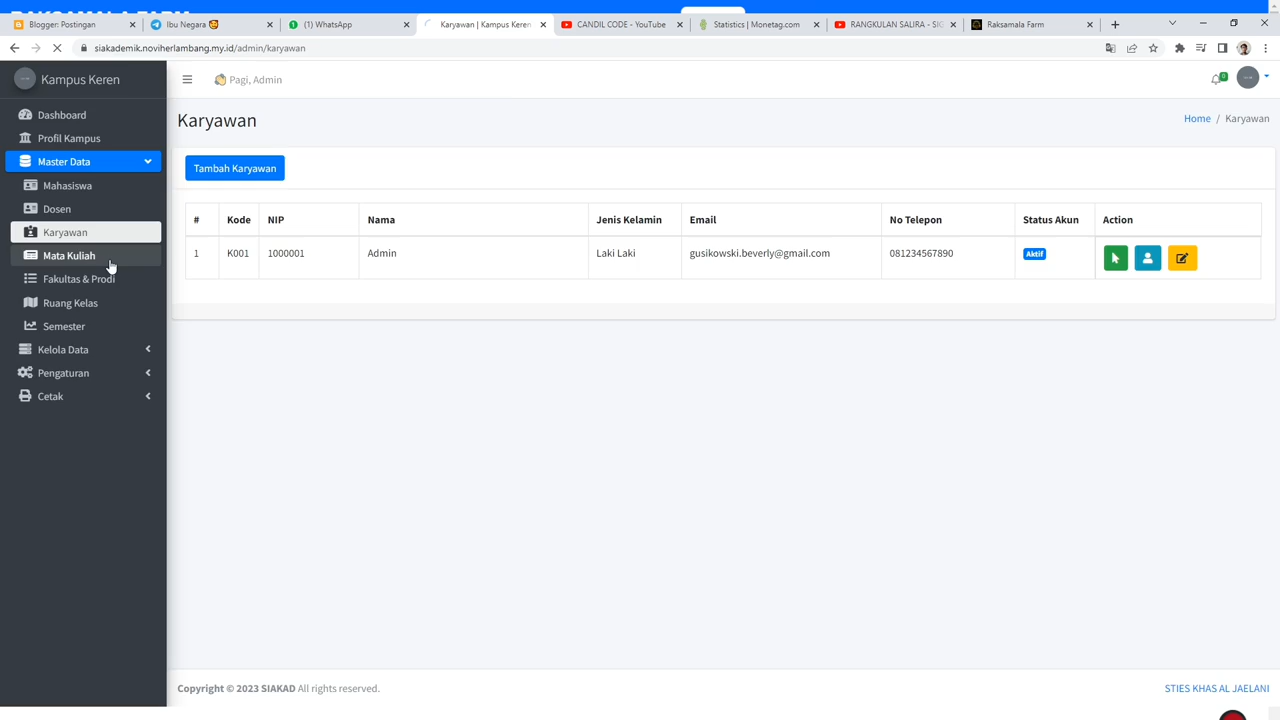 Blogger: Postingan
Ibu Negara
(1) WhatsApp
Karyawan | Kampus Keren
CANDIL CODE - YouTube
Statistics | Monetag.com
RANGKULAN SAURA - SIG
Raksamala Farm
siakademik.noviherlambang.my.id/admin/karyawan
Kampus Keren
Pagi, Admin
0
Dashboard
Profil Kampus
Master Data
Mahasiswa
Dosen
Karyawan
Mata Kuliah
Fakultas & Prodi
Ruang Kelas
Semester
Kelola Data
Pengaturan
Cetak
Karyawan
Home / Karyawan
Tambah Karyawan
# Kode NIP Nama Jenis Kelamin Email No Telepon Status Akun Action
1 K001 1000001 Admin Laki Laki gusikowski.beverly@gmail.com 081234567890 Aktif
Copyright © 2023 SIAKAD All rights reserved.
STIES KHAS AL JAELANI